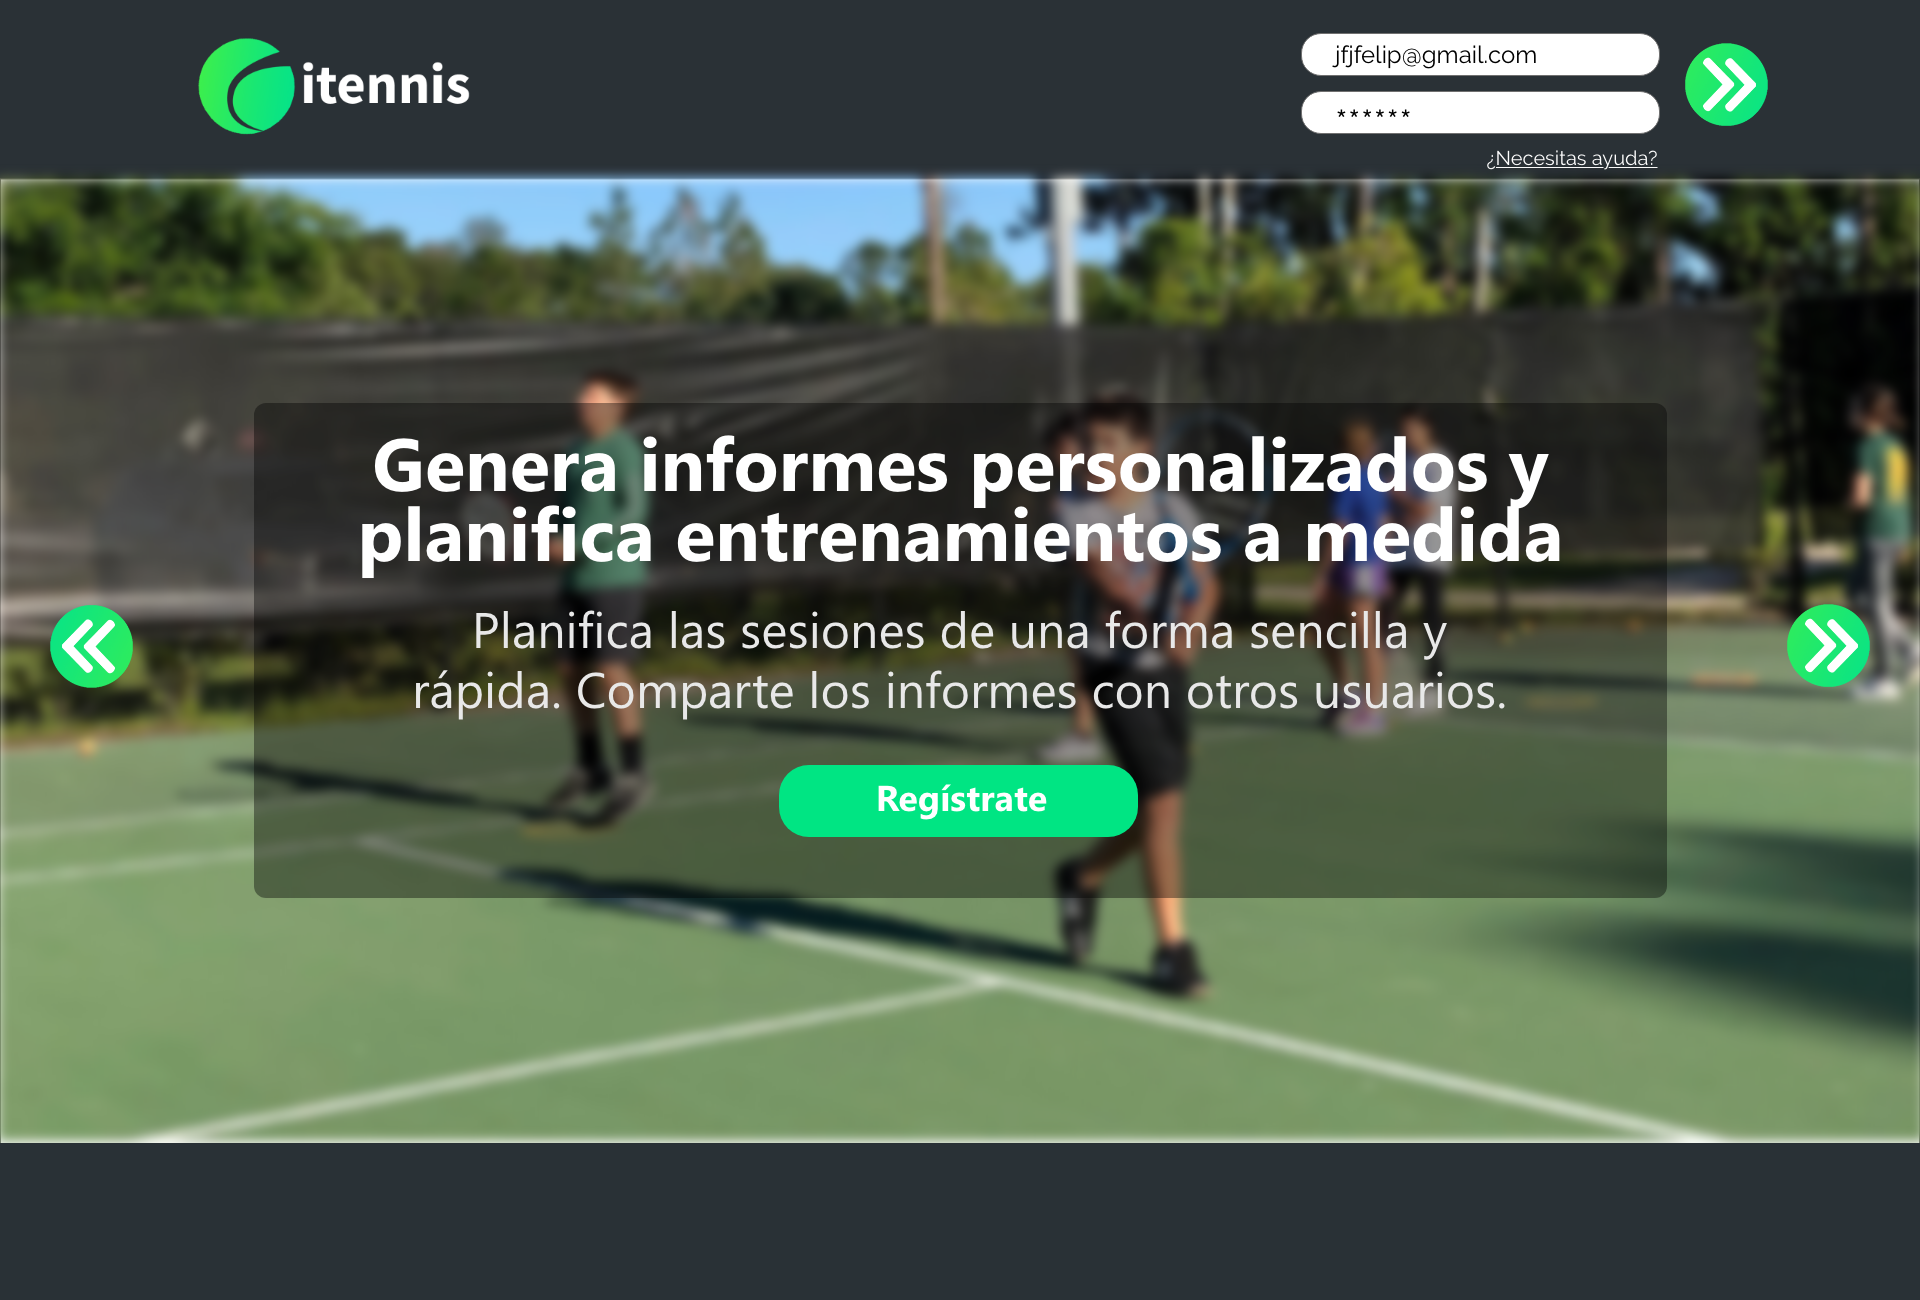 itennis
jfjfelip@gmail.com
******
¿Necesitas ayuda?
Genera informes personalizados y
planifica entrenamientos a medida
Planifica las sesiones de una forma sencilla y
rápida. Comparte los informes con otros usuarios.
Regístrate